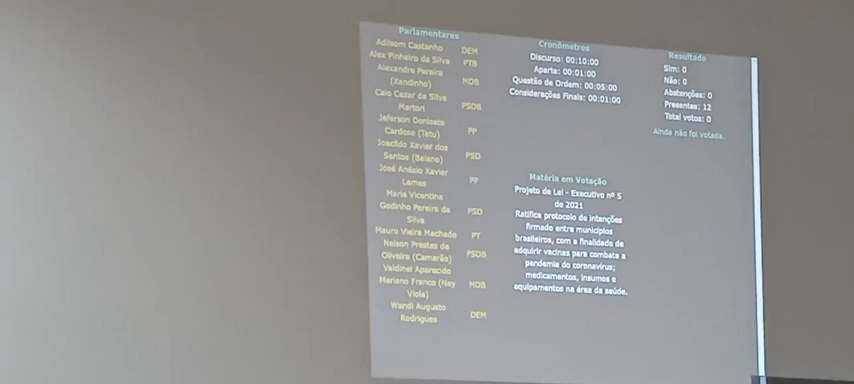 Parlamentares
Adilsom Castanho DEM
Alex Pinheiro da Silva PTB
Alexandre Pereira
(Xandinho) MDB
Caio Cezar da Silva
Martori PSDB
Jeferson Donisete
Cardoso (Tatu) PP
Joacildo Xavier dos
Santos (Baiano) PSD
José Anésio Xavier
Lemes PP
Maria Vicentina
Godinho Pereira da
Silva PSD
Mauro Vieira Machado PT
Nelson Prestes de
Oliveira (Camarão) PSDB
Valdinei Aparecido
Mariano Franco (Ney
Viola) MDB
Wandi Augusto
Rodrigues DEM
Cronômetros
Discurso: 00:10:00
Aparte: 00:01:00
Questão de Ordem: 00:05:00
Considerações Finais: 00:01:00
Matéria em Votação
Projeto de Lei - Executivo nº 5
de 2021
Ratifica protocolo de intenções
firmado entre municípios
brasileiros, com a finalidade de
adquirir vacinas para combate a
pandemia do coronavírus;
medicamentos, insumos e
equipamentos na área da saúde.
Resultado
Sim: 0
Não: 0
Abstenções: 0
Presentes: 12
Total votos: 0
Ainda não foi votada.